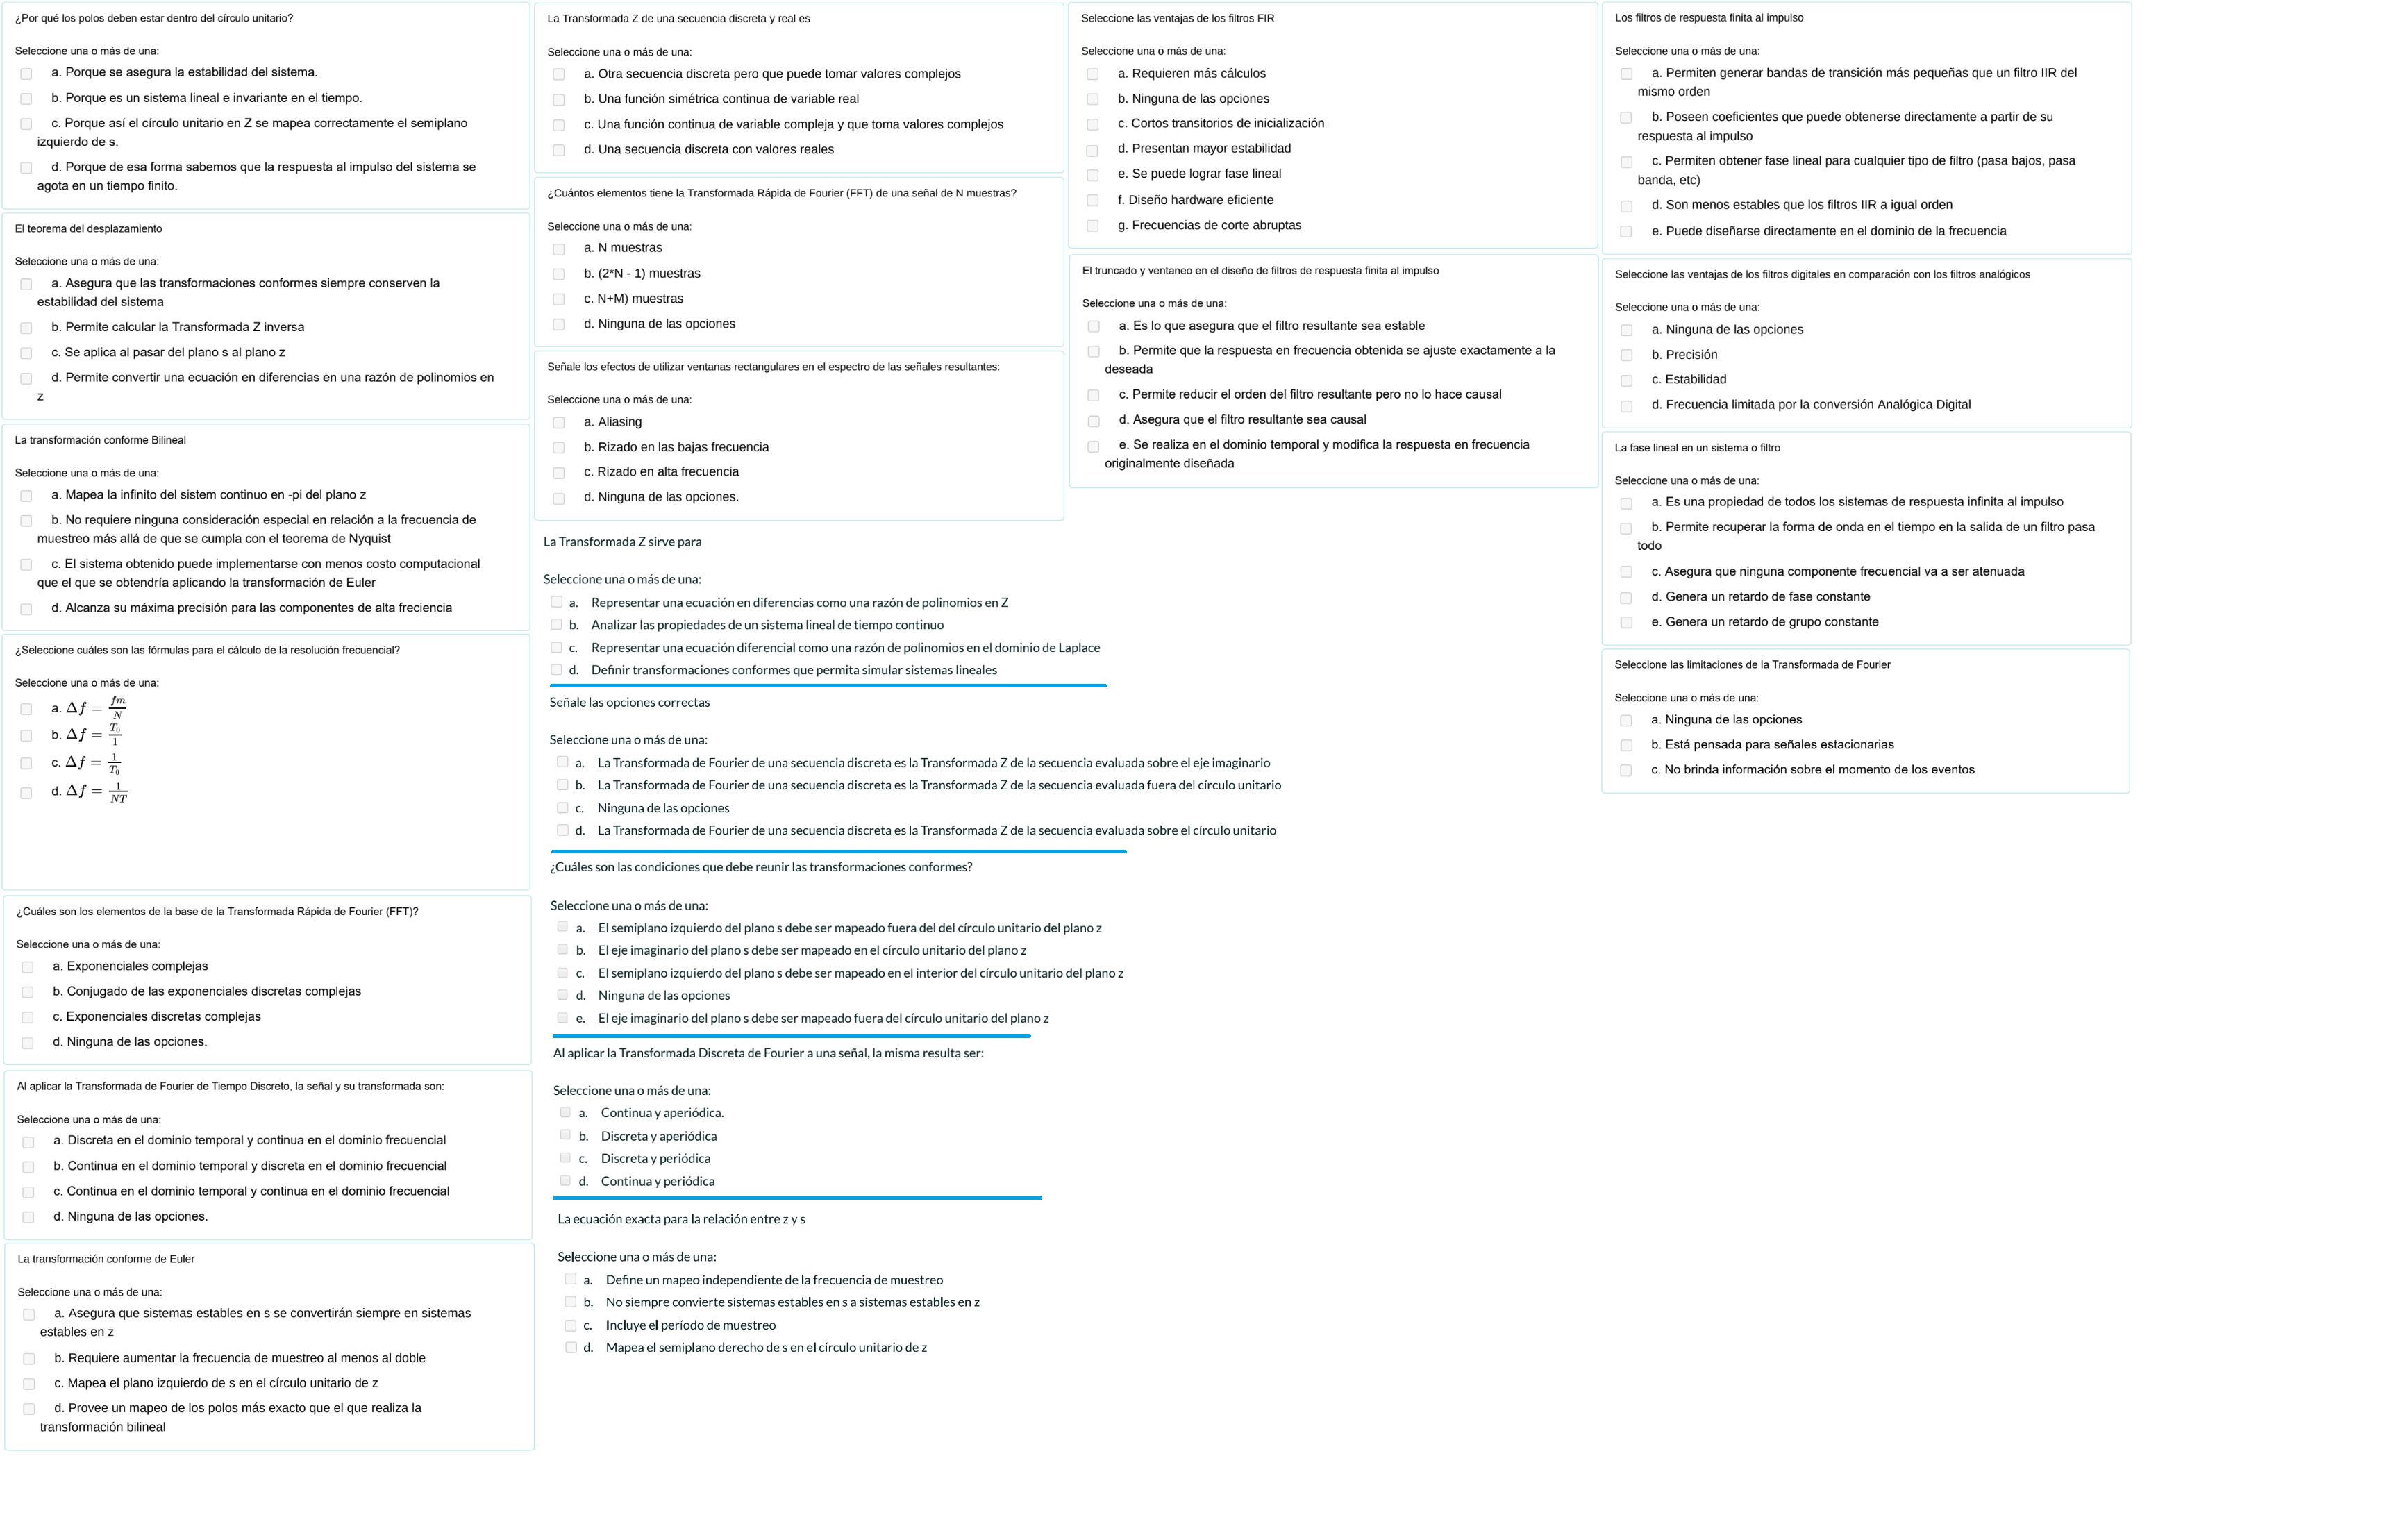 ¿Por qué los polos deben estar dentro del círculo unitario?
Seleccione una o más de una:
a. Porque se asegura la estabilidad del sistema.
b. Porque es un sistema lineal e invariante en el tiempo.
c. Porque así el círculo unitario en Z se mapea correctamente el semiplano
izquierdo de s.
d. Porque de esa forma sabemos que la respuesta al impulso del sistema se
agota en un tiempo finito.
El teorema del desplazamiento
Seleccione una o más de una:
a. Asegura que las transformaciones conformes siempre conserven la
estabilidad del sistema
b. Permite calcular la Transformada Z inversa
c. Se aplica al pasar del plano s al plano z
d. Permite convertir una ecuación en diferencias en una razón de polinomios en
z
La transformación conforme Bilineal
Seleccione una o más de una:
a. Mapea la infinito del sistem continuo en -pi del plano z
b. No requiere ninguna consideración especial en relación a la frecuencia de
muestreo más allá de que se cumpla con el teorema de Nyquist
c. El sistema obtenido puede implementarse con menos costo computacional
que el que se obtendría aplicando la transformación de Euler
d. Alcanza su máxima precisión para las componentes de alta freciencia
¿Seleccione cuáles son las fórmulas para el cálculo de la resolución frecuencial?
Seleccione una o más de una:
a. Δf = fm/N
b. Δf = T₀/1
c. Δf = 1/T₀
d. Δf = 1/NT
¿Cuáles son los elementos de la base de la Transformada Rápida de Fourier (FFT)?
Seleccione una o más de una:
a. Exponenciales complejas
b. Conjugado de las exponenciales discretas complejas
c. Exponenciales discretas complejas
d. Ninguna de las opciones.
Al aplicar la Transformada de Fourier de Tiempo Discreto, la señal y su transformada son:
Seleccione una o más de una:
a. Discreta en el dominio temporal y continua en el dominio frecuencial
b. Continua en el dominio temporal y discreta en el dominio frecuencial
c. Continua en el dominio temporal y continua en el dominio frecuencial
d. Ninguna de las opciones.
La transformación conforme de Euler
Seleccione una o más de una:
a. Asegura que sistemas estables en s se convertirán siempre en sistemas
estables en z
b. Requiere aumentar la frecuencia de muestreo al menos al doble
c. Mapea el plano izquierdo de s en el círculo unitario de z
d. Provee un mapeo de los polos más exacto que el que realiza la
transformación bilineal
La Transformada Z de una secuencia discreta y real es
Seleccione una o más de una:
a. Otra secuencia discreta pero que puede tomar valores complejos
b. Una función simétrica continua de variable real
c. Una función continua de variable compleja y que toma valores complejos
d. Una secuencia discreta con valores reales
¿Cuántos elementos tiene la Transformada Rápida de Fourier (FFT) de una señal de N muestras?
Seleccione una o más de una:
a. N muestras
b. (2*N - 1) muestras
c. N+M) muestras
d. Ninguna de las opciones
Señale los efectos de utilizar ventanas rectangulares en el espectro de las señales resultantes:
Seleccione una o más de una:
a. Aliasing
b. Rizado en las bajas frecuencia
c. Rizado en alta frecuencia
d. Ninguna de las opciones.
La Transformada Z sirve para
Seleccione una o más de una:
a. Representar una ecuación en diferencias como una razón de polinomios en Z
b. Analizar las propiedades de un sistema lineal de tiempo continuo
c. Representar una ecuación diferencial como una razón de polinomios en el dominio de Laplace
d. Definir transformaciones conformes que permita simular sistemas lineales
Señale las opciones correctas
Seleccione una o más de una:
a. La Transformada de Fourier de una secuencia discreta es la Transformada Z de la secuencia evaluada sobre el eje imaginario
b. La Transformada de Fourier de una secuencia discreta es la Transformada Z de la secuencia evaluada fuera del círculo unitario
c. Ninguna de las opciones
d. La Transformada de Fourier de una secuencia discreta es la Transformada Z de la secuencia evaluada sobre el círculo unitario
¿Cuáles son las condiciones que debe reunir las transformaciones conformes?
Seleccione una o más de una:
a. El semiplano izquierdo del plano s debe ser mapeado fuera del del círculo unitario del plano z
b. El eje imaginario del plano s debe ser mapeado en el círculo unitario del plano z
c. El semiplano izquierdo del plano s debe ser mapeado en el interior del círculo unitario del plano z
d. Ninguna de las opciones
e. El eje imaginario del plano s debe ser mapeado fuera del círculo unitario del plano z
Al aplicar la Transformada Discreta de Fourier a una señal, la misma resulta ser:
Seleccione una o más de una:
a. Continua y aperiódica.
b. Discreta y aperiódica
c. Discreta y periódica
d. Continua y periódica
La ecuación exacta para la relación entre z y s
Seleccione una o más de una:
a. Define un mapeo independiente de la frecuencia de muestreo
b. No siempre convierte sistemas estables en s a sistemas estables en z
c. Incluye el período de muestreo
d. Mapea el semiplano derecho de s en el círculo unitario de z
Seleccione las ventajas de los filtros FIR
Seleccione una o más de una:
a. Requieren más cálculos
b. Ninguna de las opciones
c. Cortos transitorios de inicialización
d. Presentan mayor estabilidad
e. Se puede lograr fase lineal
f. Diseño hardware eficiente
g. Frecuencias de corte abruptas
El truncado y ventaneo en el diseño de filtros de respuesta finita al impulso
Seleccione una o más de una:
a. Es lo que asegura que el filtro resultante sea estable
b. Permite que la respuesta en frecuencia obtenida se ajuste exactamente a la
deseada
c. Permite reducir el orden del filtro resultante pero no lo hace causal
d. Asegura que el filtro resultante sea causal
e. Se realiza en el dominio temporal y modifica la respuesta en frecuencia
originalmente diseñada
Los filtros de respuesta finita al impulso
Seleccione una o más de una:
a. Permiten generar bandas de transición más pequeñas que un filtro IIR del
mismo orden
b. Poseen coeficientes que puede obtenerse directamente a partir de su
respuesta al impulso
c. Permiten obtener fase lineal para cualquier tipo de filtro (pasa bajos, pasa
banda, etc)
d. Son menos estables que los filtros IIR a igual orden
e. Puede diseñarse directamente en el dominio de la frecuencia
Seleccione las ventajas de los filtros digitales en comparación con los filtros analógicos
Seleccione una o más de una:
a. Ninguna de las opciones
b. Precisión
c. Estabilidad
d. Frecuencia limitada por la conversión Analógica Digital
La fase lineal en un sistema o filtro
Seleccione una o más de una:
a. Es una propiedad de todos los sistemas de respuesta infinita al impulso
b. Permite recuperar la forma de onda en el tiempo en la salida de un filtro pasa
todo
c. Asegura que ninguna componente frecuencial va a ser atenuada
d. Genera un retardo de fase constante
e. Genera un retardo de grupo constante
Seleccione las limitaciones de la Transformada de Fourier
Seleccione una o más de una:
a. Ninguna de las opciones
b. Está pensada para señales estacionarias
c. No brinda información sobre el momento de los eventos